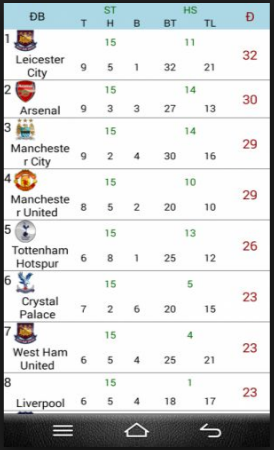 ĐB ST HS Đ
T H B BT TL
1 15 11
Leicester City 9 5 1 32 21 32
2 15 14
Arsenal 9 3 3 27 13 30
3 15 14
Mancheste
r City 9 2 4 30 16 29
4 15 10
Mancheste
r United 8 5 2 20 10 29
5 15 13
Tottenham
Hotspur 6 8 1 25 12 26
6 15 5
Crystal
Palace 7 2 6 20 15 23
7 15 4
West Ham
United 6 5 4 25 21 23
8 15 1
Liverpool 6 5 4 18 17 23